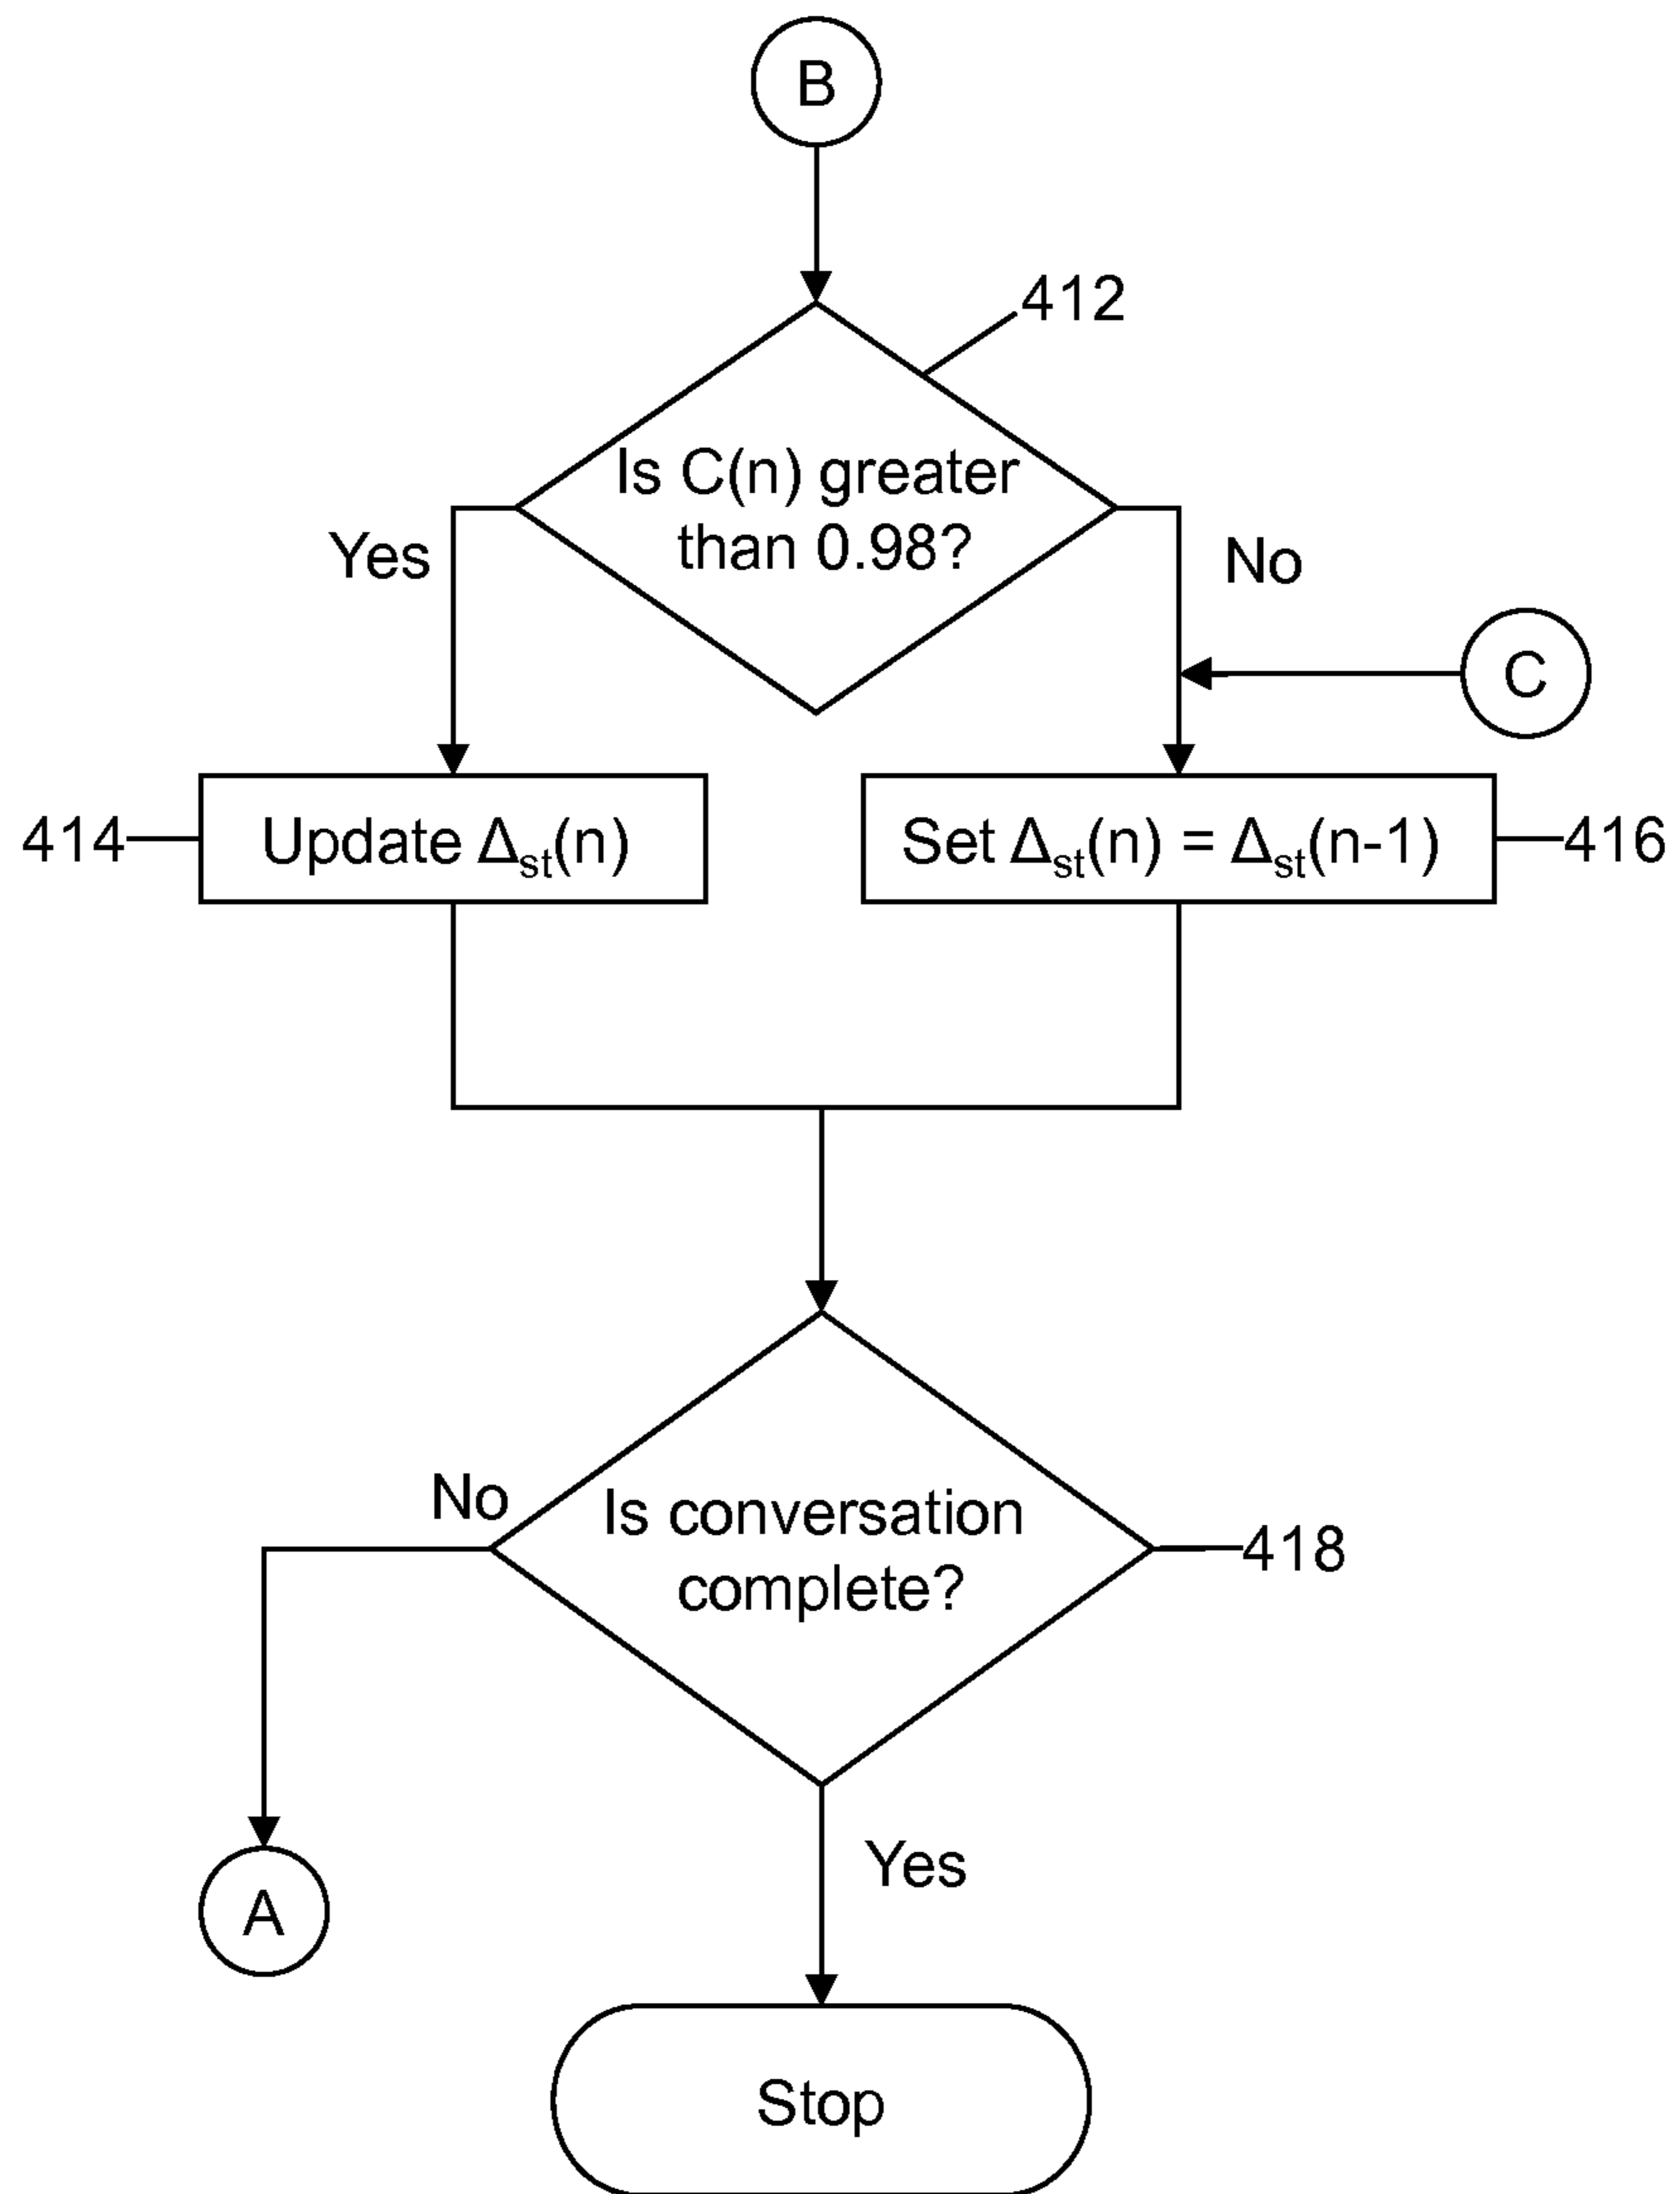 B
412
Is C(n) greater
than 0.98?
Yes
No
C
414
Update Δst(n)
Set Δst(n) = Δst(n-1)
416
No
Is conversation
complete?
418
Yes
A
Stop